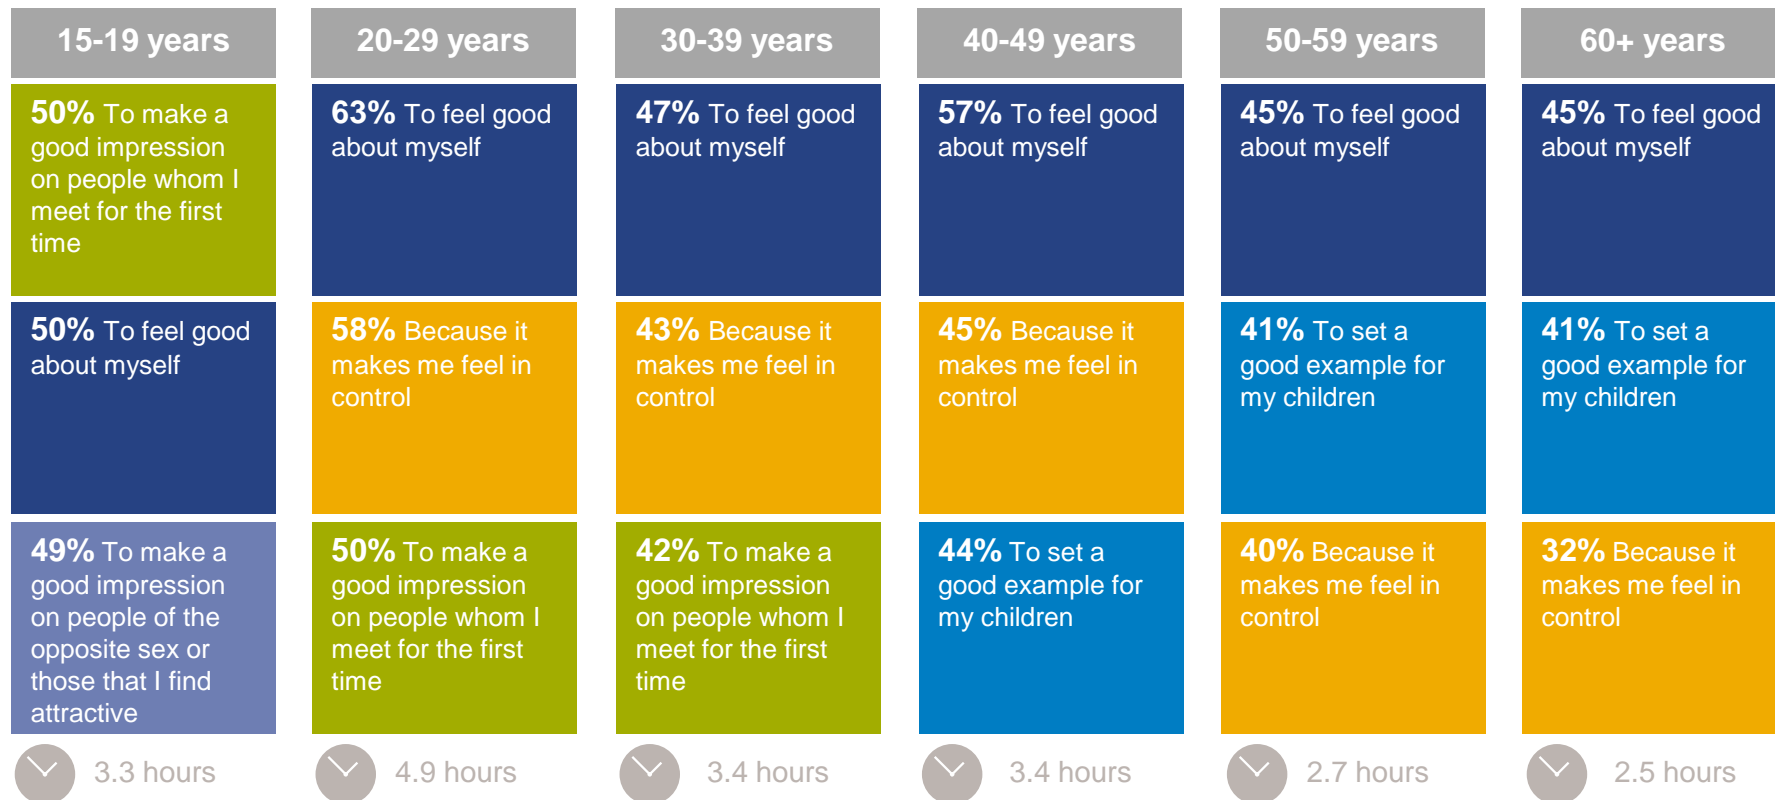 15-19 years
50% To make a
good impression
on people whom I
meet for the first
time
50% To feel good
about myself
49% To make a
good impression
on people of the
opposite sex or
those that I find
attractive
3.3 hours
20-29 years
63% To feel good
about myself
58% Because it
makes me feel in
control
50% To make a
good impression
on people whom I
meet for the first
time
4.9 hours
30-39 years
47% To feel good
about myself
43% Because it
makes me feel in
control
42% To make a
good impression
on people whom I
meet for the first
time
3.4 hours
40-49 years
57% To feel good
about myself
45% Because it
makes me feel in
control
44% To set a
good example for
my children
3.4 hours
50-59 years
45% To feel good
about myself
41% To set a
good example for
my children
40% Because it
makes me feel in
control
2.7 hours
60+ years
45% To feel good
about myself
41% To set a
good example for
my children
32% Because it
makes me feel in
control
2.5 hours